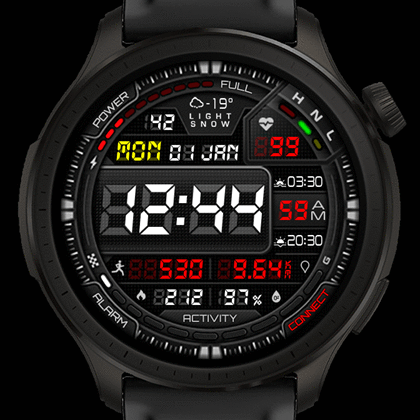 POWER
FULL
-19°
LIGHT
SNOW
42
H N L
MON 01 JAN
99
12:44
03:30
59 AM
20:30
530
9.64
G
2212
97%
ALARM
CONNECT
ACTIVITY